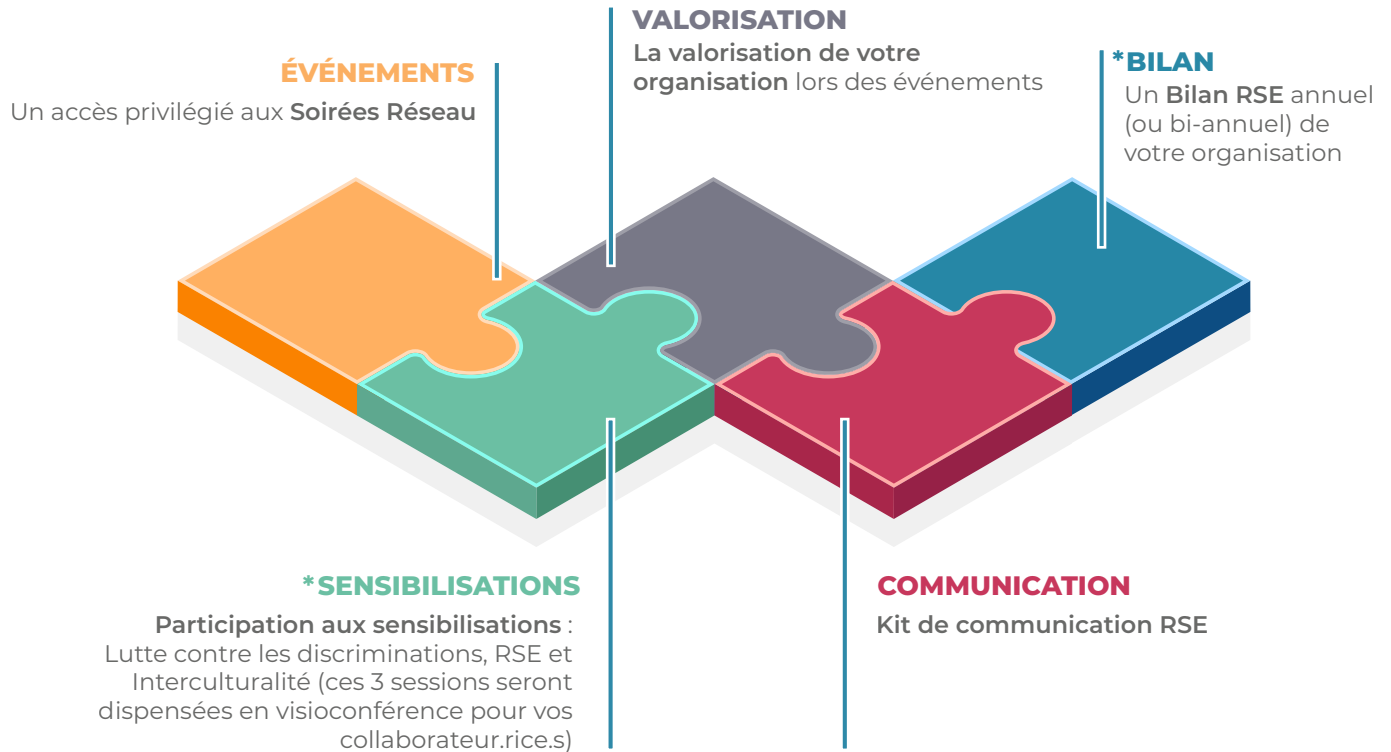 ÉVÉNEMENTS
Un accès privilégié aux Soirées Réseau
VALORISATION
La valorisation de votre
organisation lors des événements
*BILAN
Un Bilan RSE annuel
(ou bi-annuel) de
votre organisation
*SENSIBILISATIONS
Participation aux sensibilisations :
Lutte contre les discriminations, RSE et
Interculturalité (ces 3 sessions seront
dispensées en visioconférence pour vos
collaborateur.rice.s)
COMMUNICATION
Kit de communication RSE